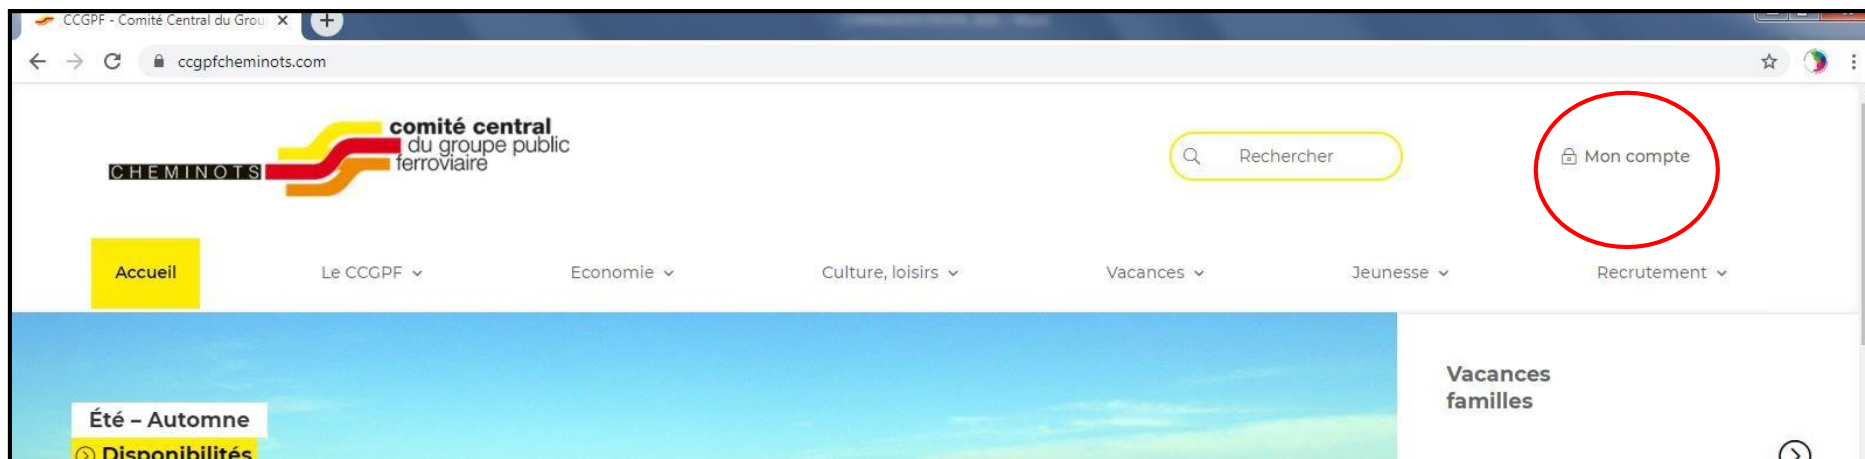 CCGPF - Comité Central du Grou
ccgpfcheminots.com
CHEMINOTS
comité central
du groupe public
ferroviaire
Rechercher
Mon compte
Accueil
Le CCGPF
Economie
Culture, loisirs
Vacances
Jeunesse
Recrutement
Été – Automne
Disponibilités
Vacances
familles